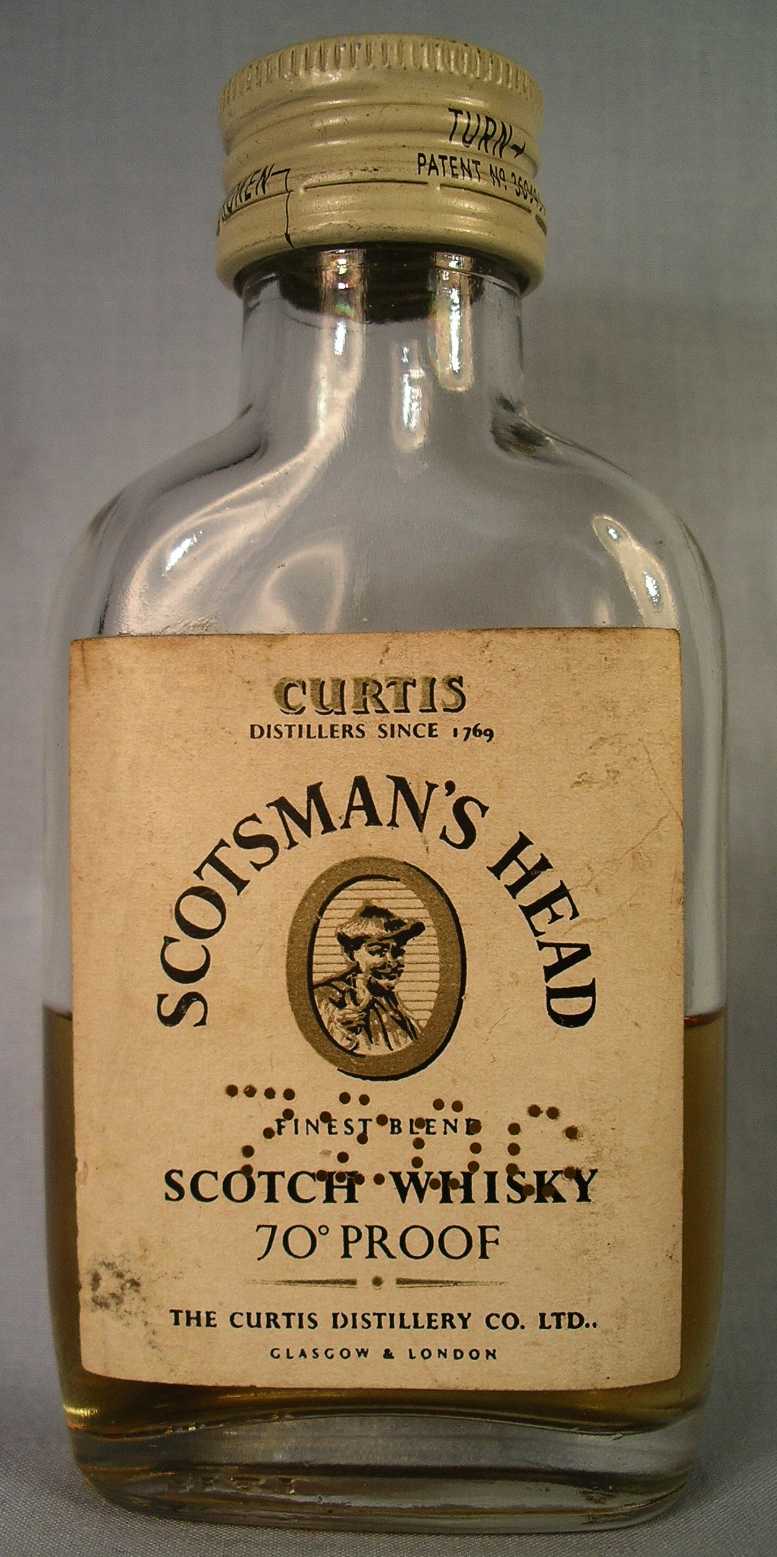 TURN→
PATENT Nº
CURTIS
DISTILLERS SINCE 1769
SCOTSMAN'S HEAD
FINEST BLEND
SCOTCH WHISKY
70° PROOF
THE CURTIS DISTILLERY CO. LTD..
GLASGOW & LONDON